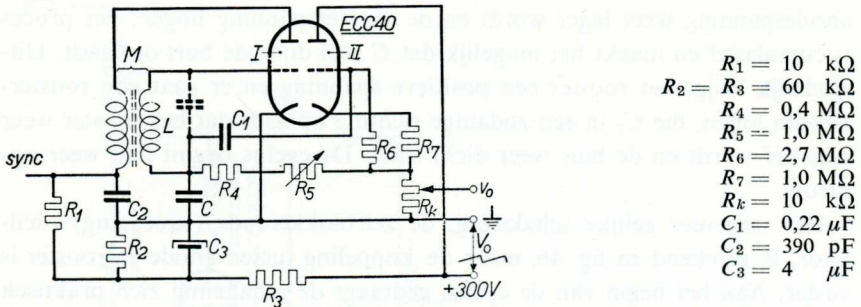 ECC40
I
II
M
L
C₁
R₆
R₇
sync
R₄
R₅
R₁
C₂
C
Rₖ
V₀
R₂
C₃
V₀
R₃
+300V
R₁ = 10 kΩ
R₂ = R₃ = 60 kΩ
R₄ = 0,4 MΩ
R₅ = 1,0 MΩ
R₆ = 2,7 MΩ
R₇ = 1,0 MΩ
Rₖ = 10 kΩ
C₁ = 0,22 μF
C₂ = 390 pF
C₃ = 4 μF